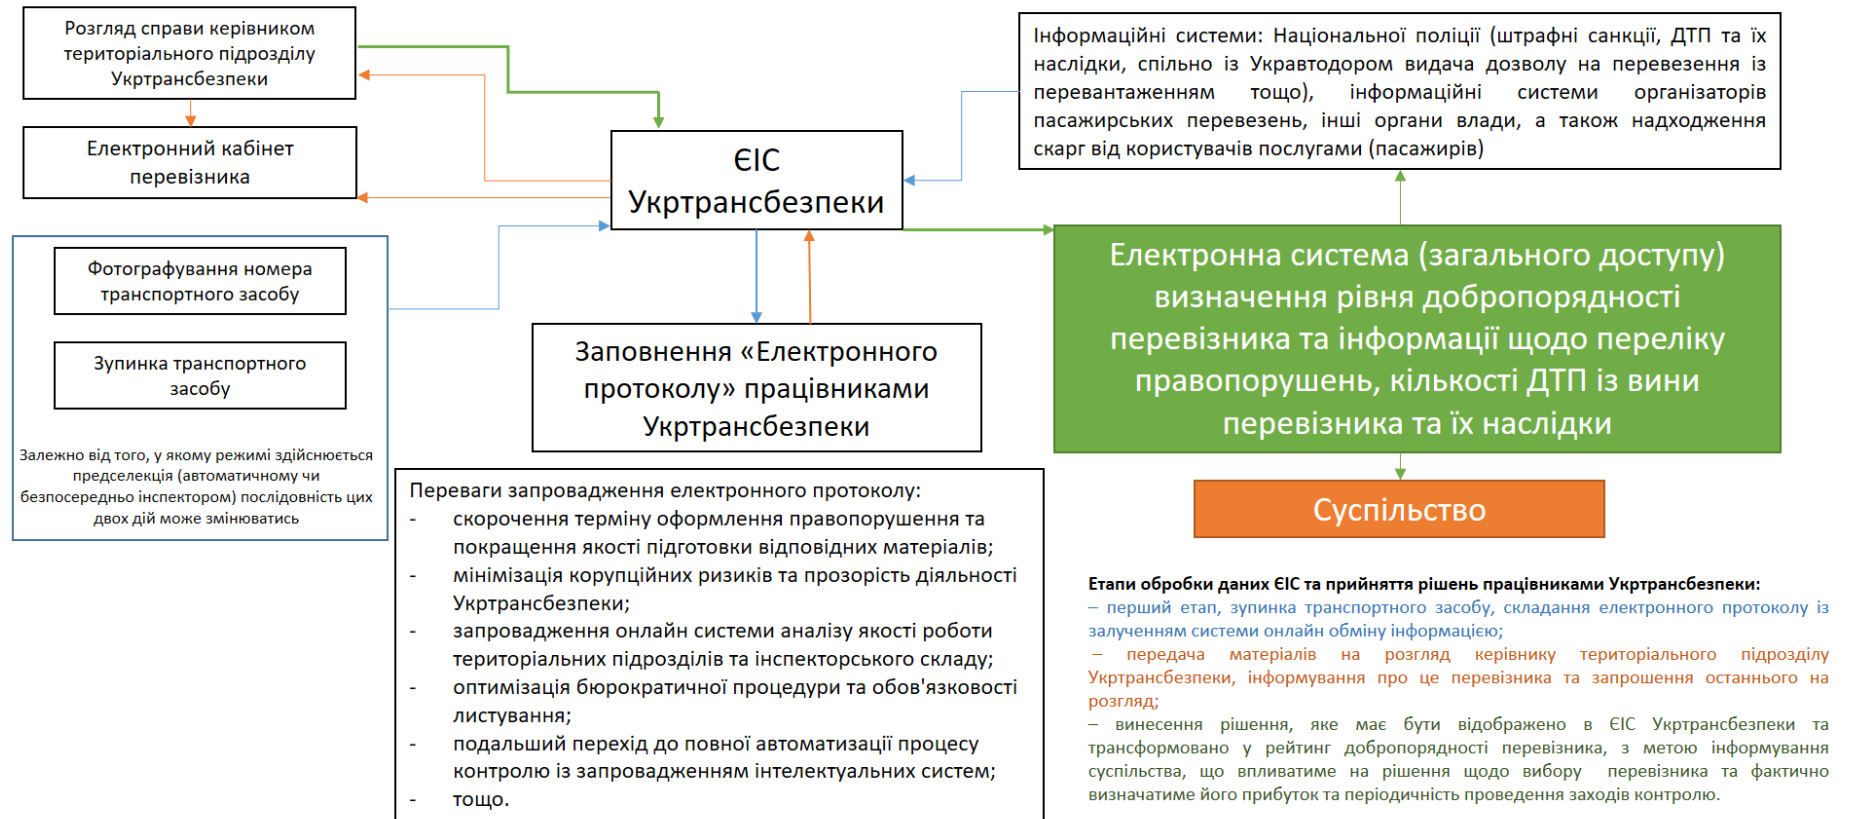 Розгляд справи керівником
територіального підрозділу
Укртрансбезпеки
Електронний кабінет
перевізника
Фотографування номера
транспортного засобу
Зупинка транспортного
засобу
Залежно від того, у якому режимі здійснюється
предселекція (автоматичному чи
безпосередньо інспектором) послідовність цих
двох дій може змінюватись
ЄІС
Укртрансбезпеки
Заповнення «Електронного
протоколу» працівниками
Укртрансбезпеки
Переваги запровадження електронного протоколу:
- скорочення терміну оформлення правопорушення та
покращення якості підготовки відповідних матеріалів;
- мінімізація корупційних ризиків та прозорість діяльності
Укртрансбезпеки;
- запровадження онлайн системи аналізу якості роботи
територіальних підрозділів та інспекторського складу;
- оптимізація бюрократичної процедури та обов'язковості
листування;
- подальший перехід до повної автоматизації процесу
контролю із запровадженням інтелектуальних систем;
- тощо.
Інформаційні системи: Національної поліції (штрафні санкції, ДТП та їх
наслідки, спільно із Укравтодором видача дозволу на перевезення із
перевантаженням тощо), інформаційні системи організаторів
пасажирських перевезень, інші органи влади, а також надходження
скарг від користувачів послугами (пасажирів)
Електронна система (загального доступу)
визначення рівня добропорядності
перевізника та інформації щодо переліку
правопорушень, кількості ДТП із вини
перевізника та їх наслідки
Суспільство
Етапи обробки даних ЄІС та прийняття рішень працівниками Укртрансбезпеки:
– перший етап, зупинка транспортного засобу, складання електронного протоколу із
залученням системи онлайн обміну інформацією;
– передача матеріалів на розгляд керівнику територіального підрозділу
Укртрансбезпеки, інформування про це перевізника та запрошення останнього на
розгляд;
– винесення рішення, яке має бути відображено в ЄІС Укртрансбезпеки та
трансформовано у рейтинг добропорядності перевізника, з метою інформування
суспільства, що впливатиме на рішення щодо вибору перевізника та фактично
визначатиме його прибуток та періодичність проведення заходів контролю.